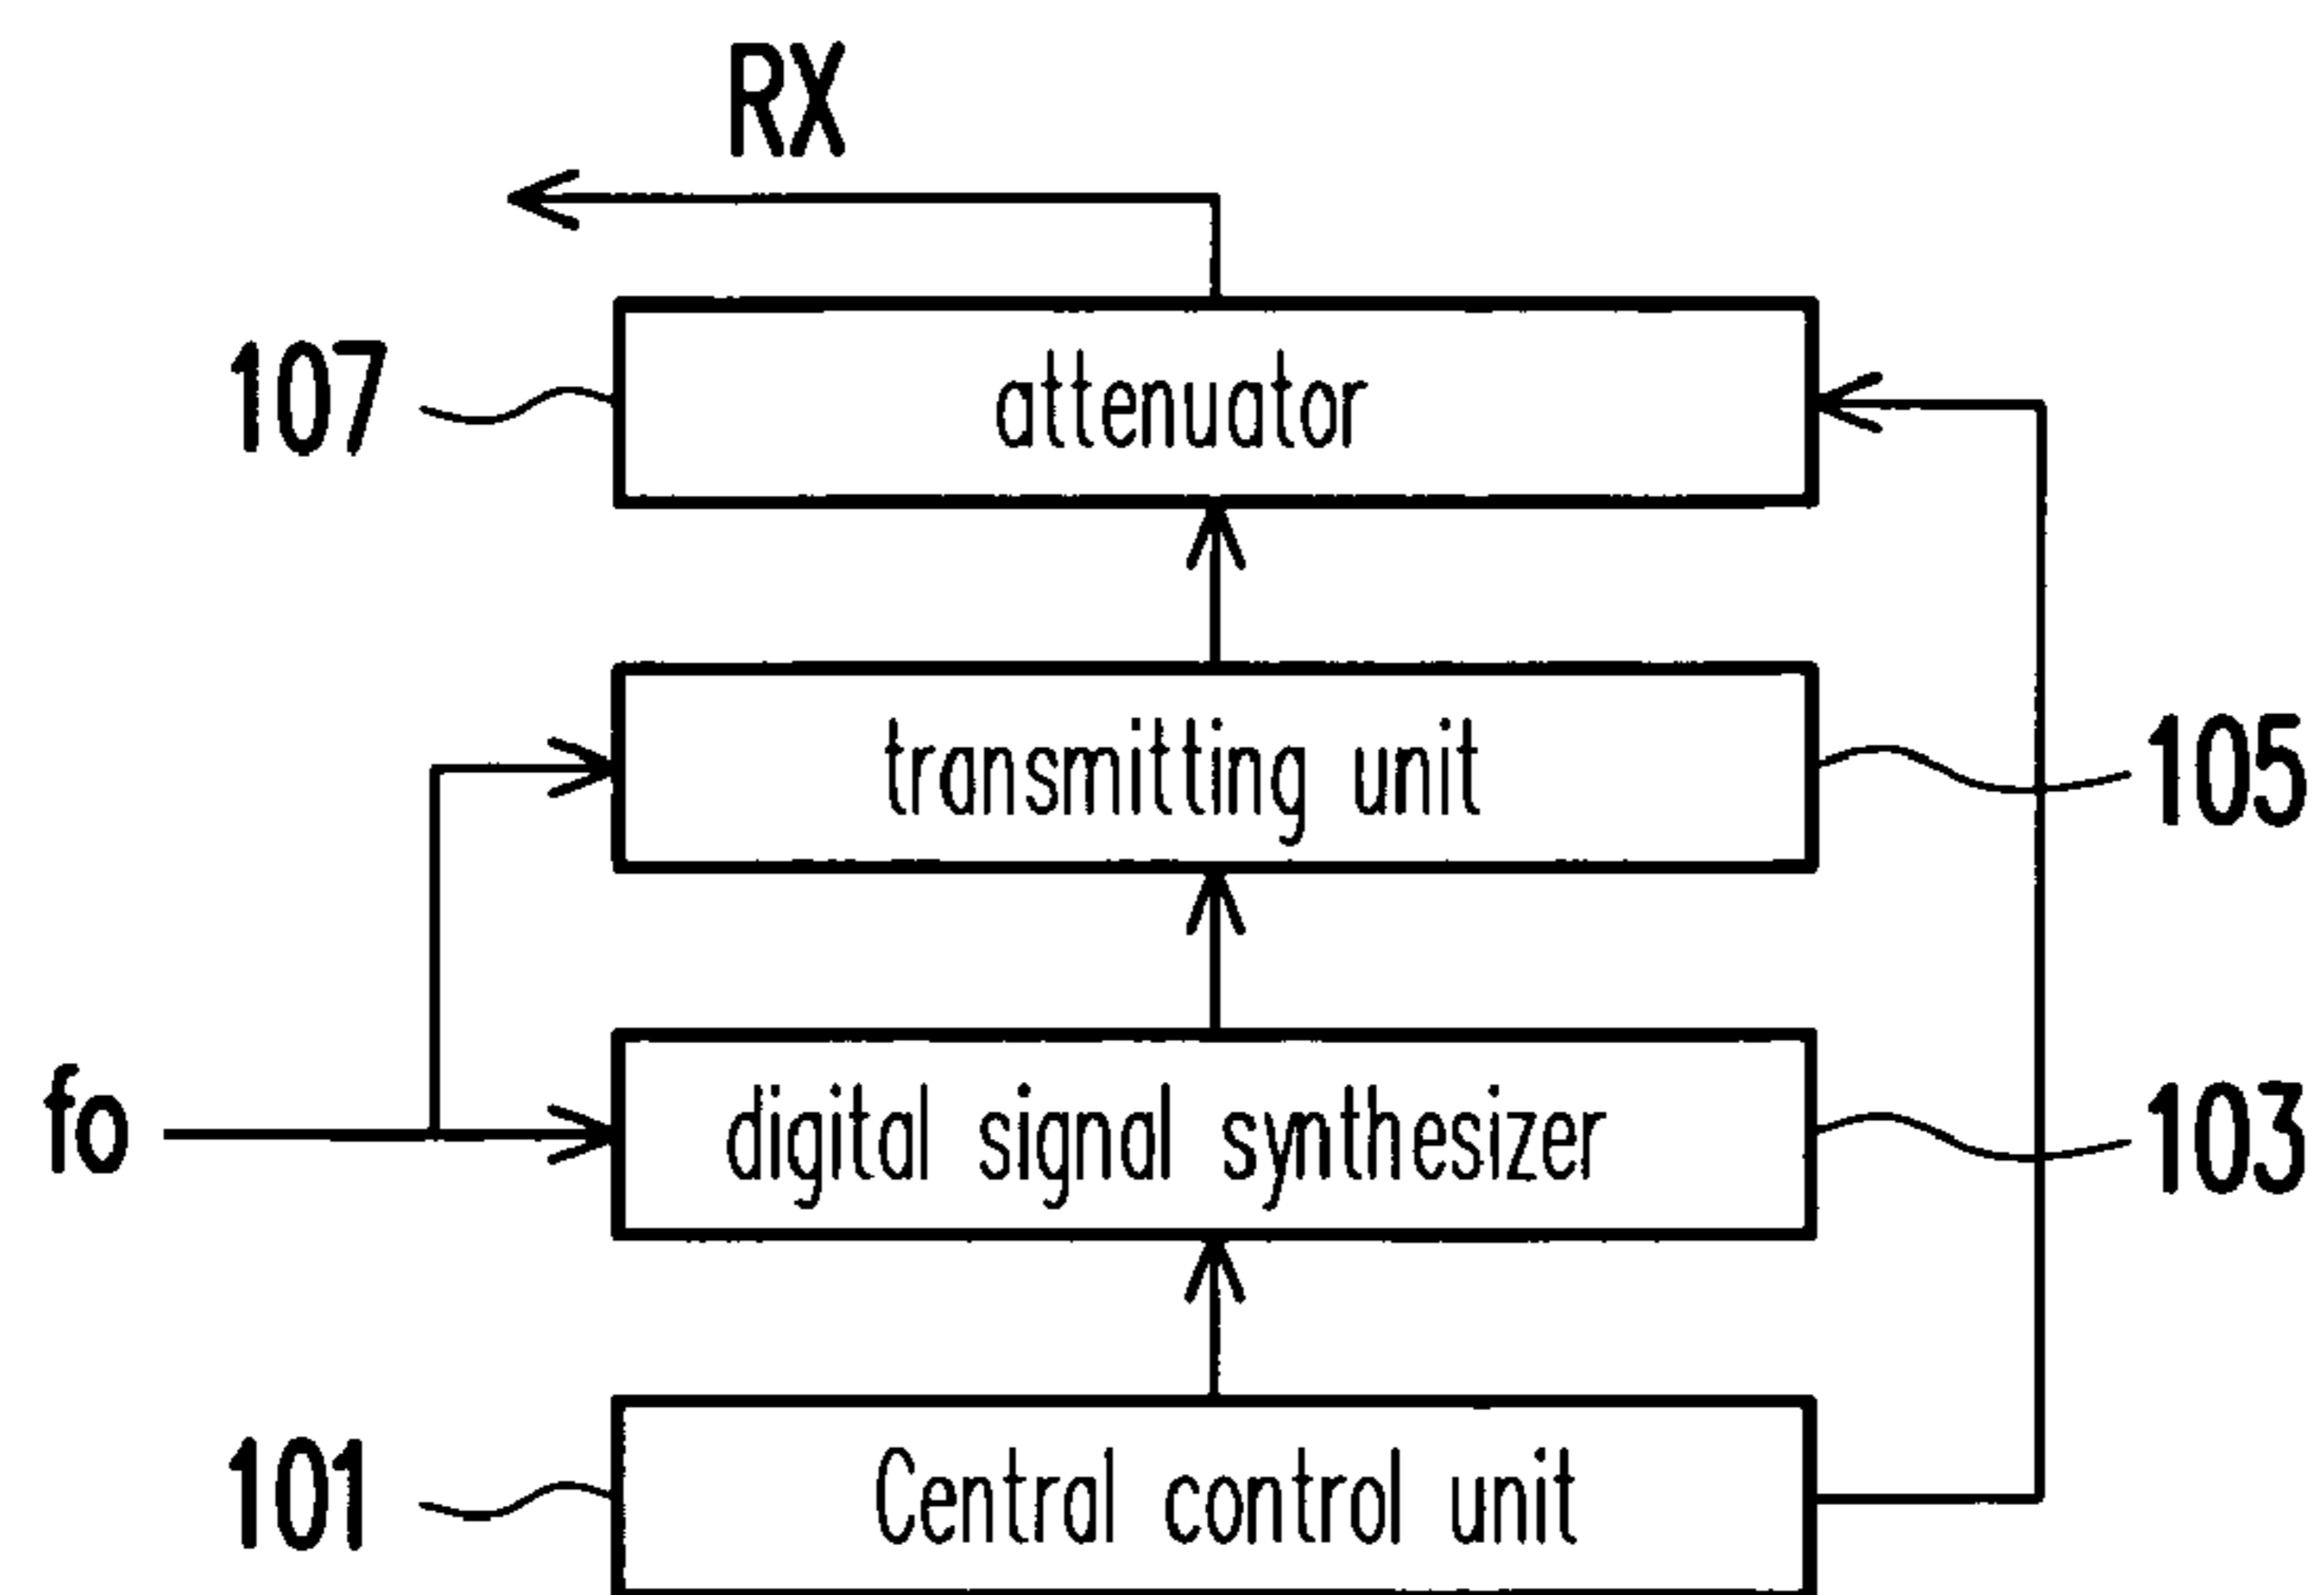 RX
107
attenuator
transmitting unit
105
fo
digital signal synthesizer
103
101
Central control unit